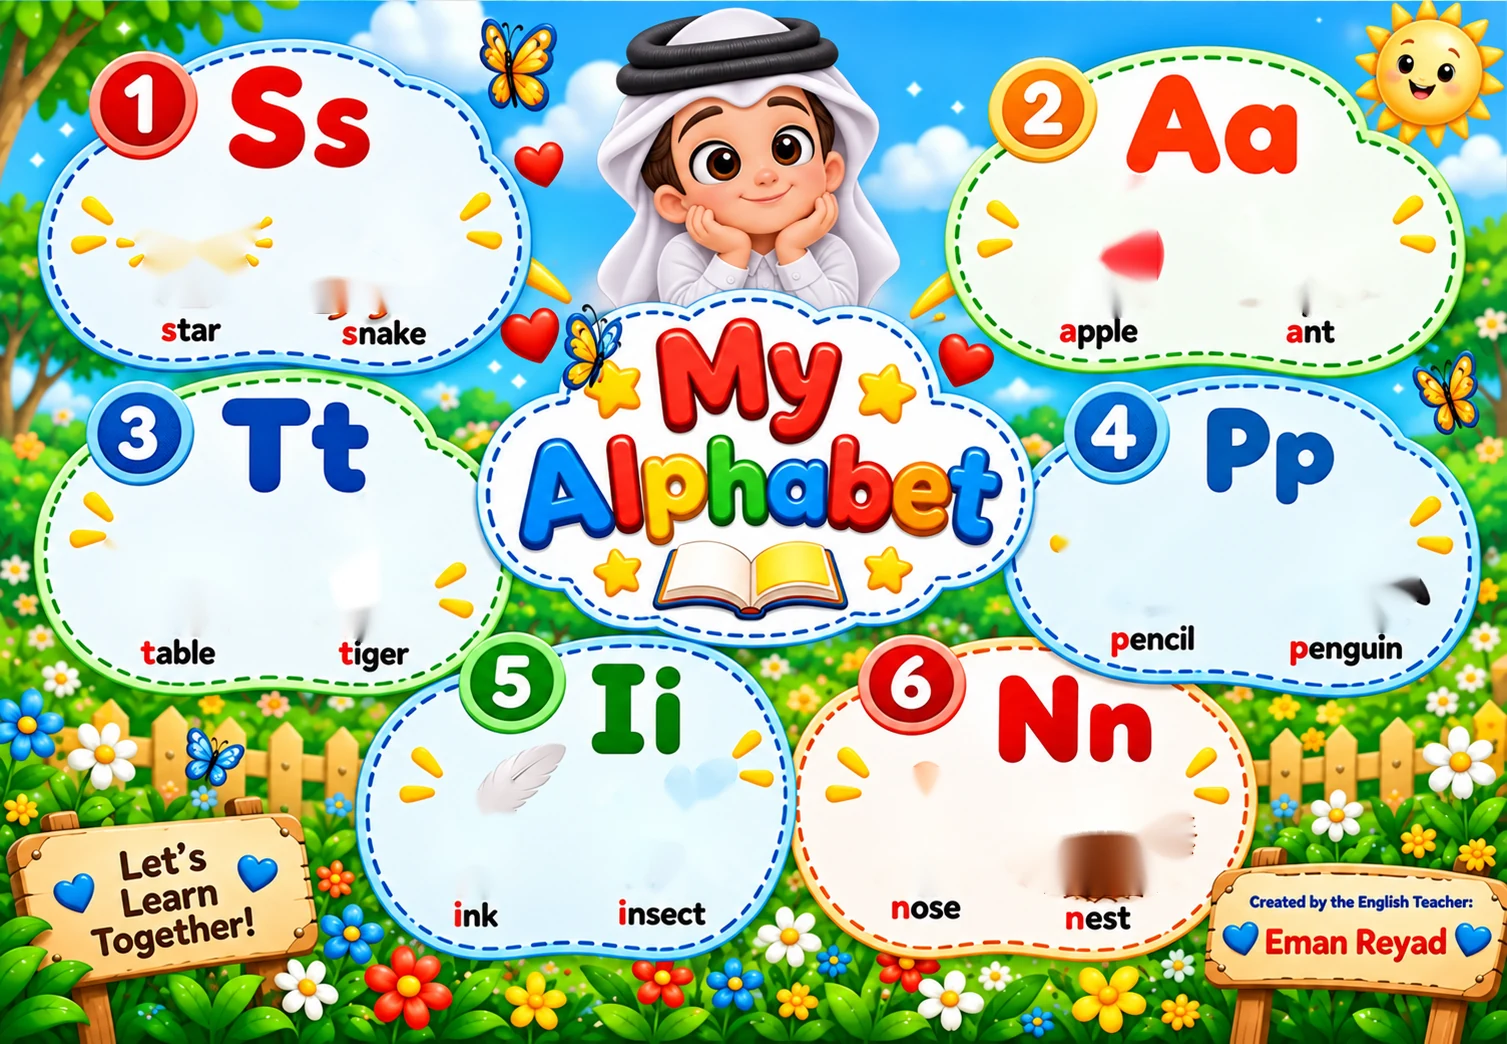 1
Ss
star
snake
2
Aa
apple
ant
My
Alphabet
3
Tt
table
tiger
4
Pp
pencil
penguin
5
Ii
ink
insect
6
Nn
nose
nest
Let's
Learn
Together!
Created by the English Teacher:
Eman Reyad